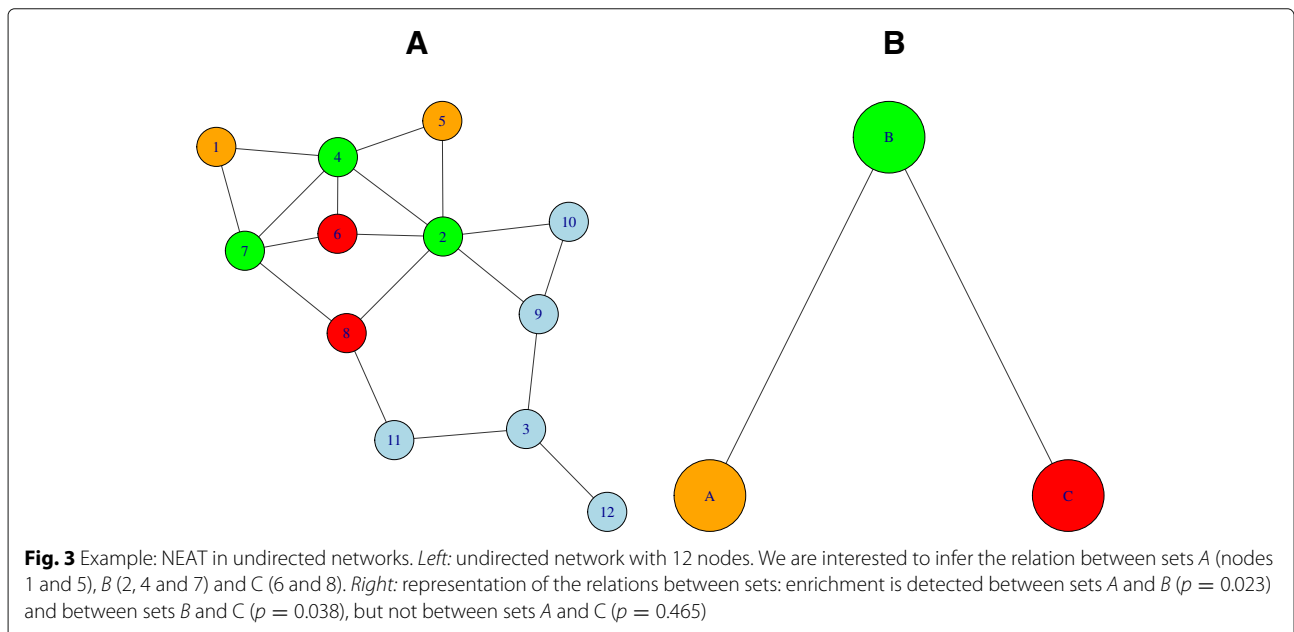 A
B
5
1
4
B
10
6
2
7
9
8
3
11
A
C
12
Fig. 3 Example: NEAT in undirected networks. Left: undirected network with 12 nodes. We are interested to infer the relation between sets A (nodes
1 and 5), B (2, 4 and 7) and C (6 and 8). Right: representation of the relations between sets: enrichment is detected between sets A and B (p = 0.023)
and between sets B and C (p = 0.038), but not between sets A and C (p = 0.465)